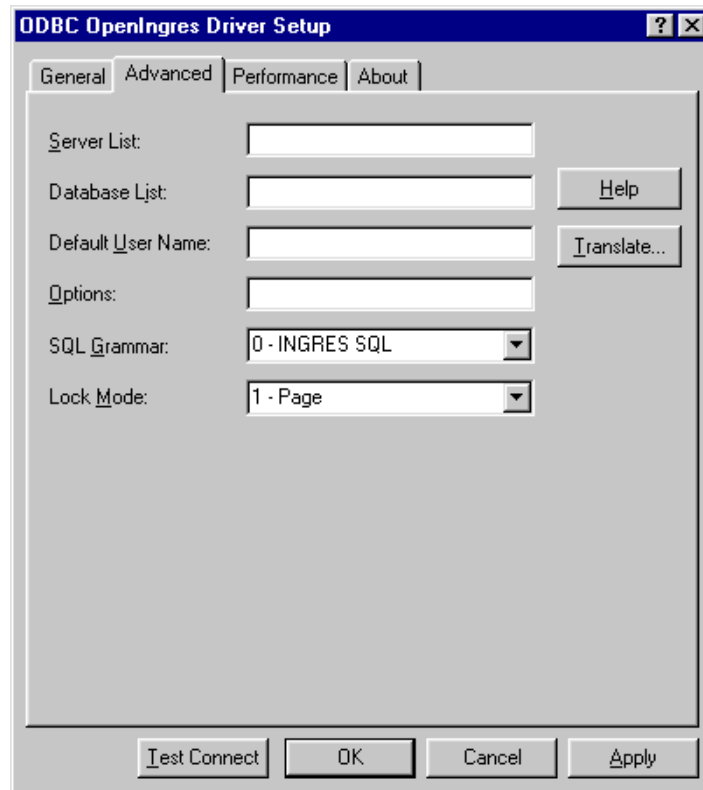 ODBC OpenIngres Driver Setup
General Advanced Performance About
Server List:
Database List: Help
Default User Name: Translate...
Options:
SQL Grammar: 0 - INGRES SQL
Lock Mode: 1 - Page
Test Connect OK Cancel Apply